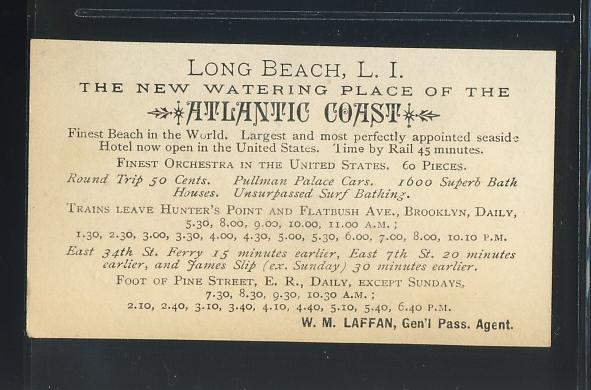 LONG BEACH, L. I.
THE NEW WATERING PLACE OF THE
ATLANTIC COAST
Finest Beach in the World. Largest and most perfectly appointed seaside
Hotel now open in the United States. Time by Rail 45 minutes.
FINEST ORCHESTRA IN THE UNITED STATES. 60 PIECES.
Round Trip 50 Cents. Pullman Palace Cars. 1600 Superb Bath
Houses. Unsurpassed Surf Bathing.
TRAINS LEAVE HUNTER'S POINT AND FLATBUSH AVE., BROOKLYN, DAILY,
5.30, 8.00, 9.00, 10.00, 11.00 A.M.;
1.30, 2.30, 3.00, 3.30, 4.00, 4.30, 5.00, 5.30, 6.00, 7.00, 8.00, 10.10 P.M.
East 34th St. Ferry 15 minutes earlier, East 7th St. 20 minutes
earlier, and James Slip (ex. Sunday) 30 minutes earlier.
FOOT OF PINE STREET, E. R., DAILY, EXCEPT SUNDAYS,
7.30, 8.30, 9.30, 10.30 A.M.;
2.10, 2.40, 3.10, 3.40, 4.10, 4.40, 5.10, 5.40, 6.40 P.M.
W. M. LAFFAN, Gen'l Pass. Agent.